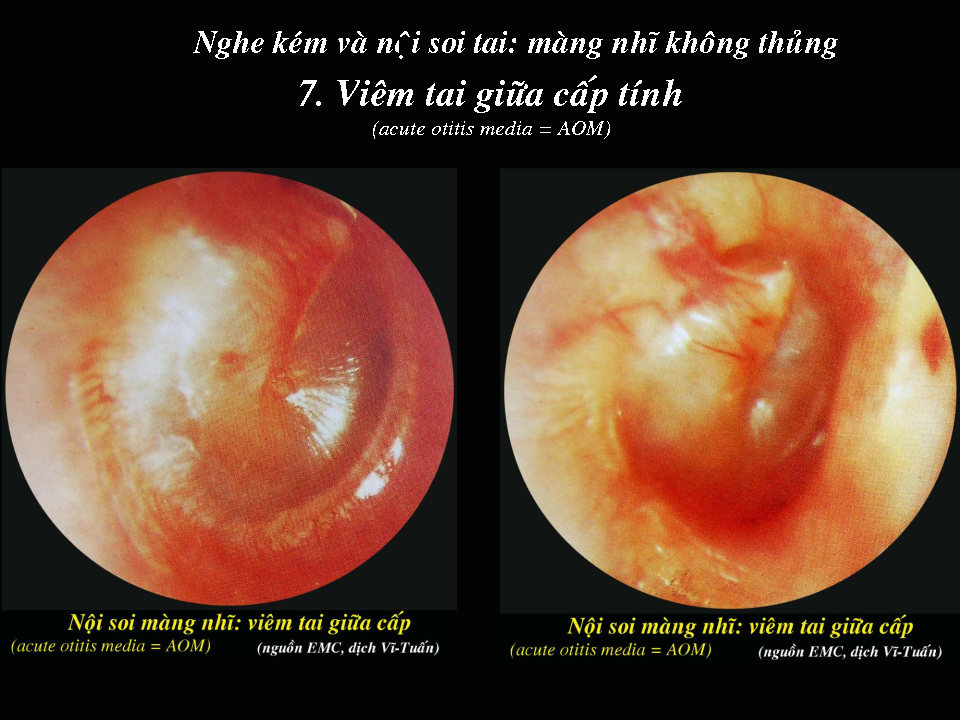 Nghe kém và nội soi tai: màng nhĩ không thủng
7. Viêm tai giữa cấp tính
(acute otitis media = AOM)
Nội soi màng nhĩ: viêm tai giữa cấp
(acute otitis media = AOM) (nguồn EMC, dịch Vĩ-Tuấn)
Nội soi màng nhĩ: viêm tai giữa cấp
(acute otitis media = AOM) (nguồn EMC, dịch Vĩ-Tuấn)